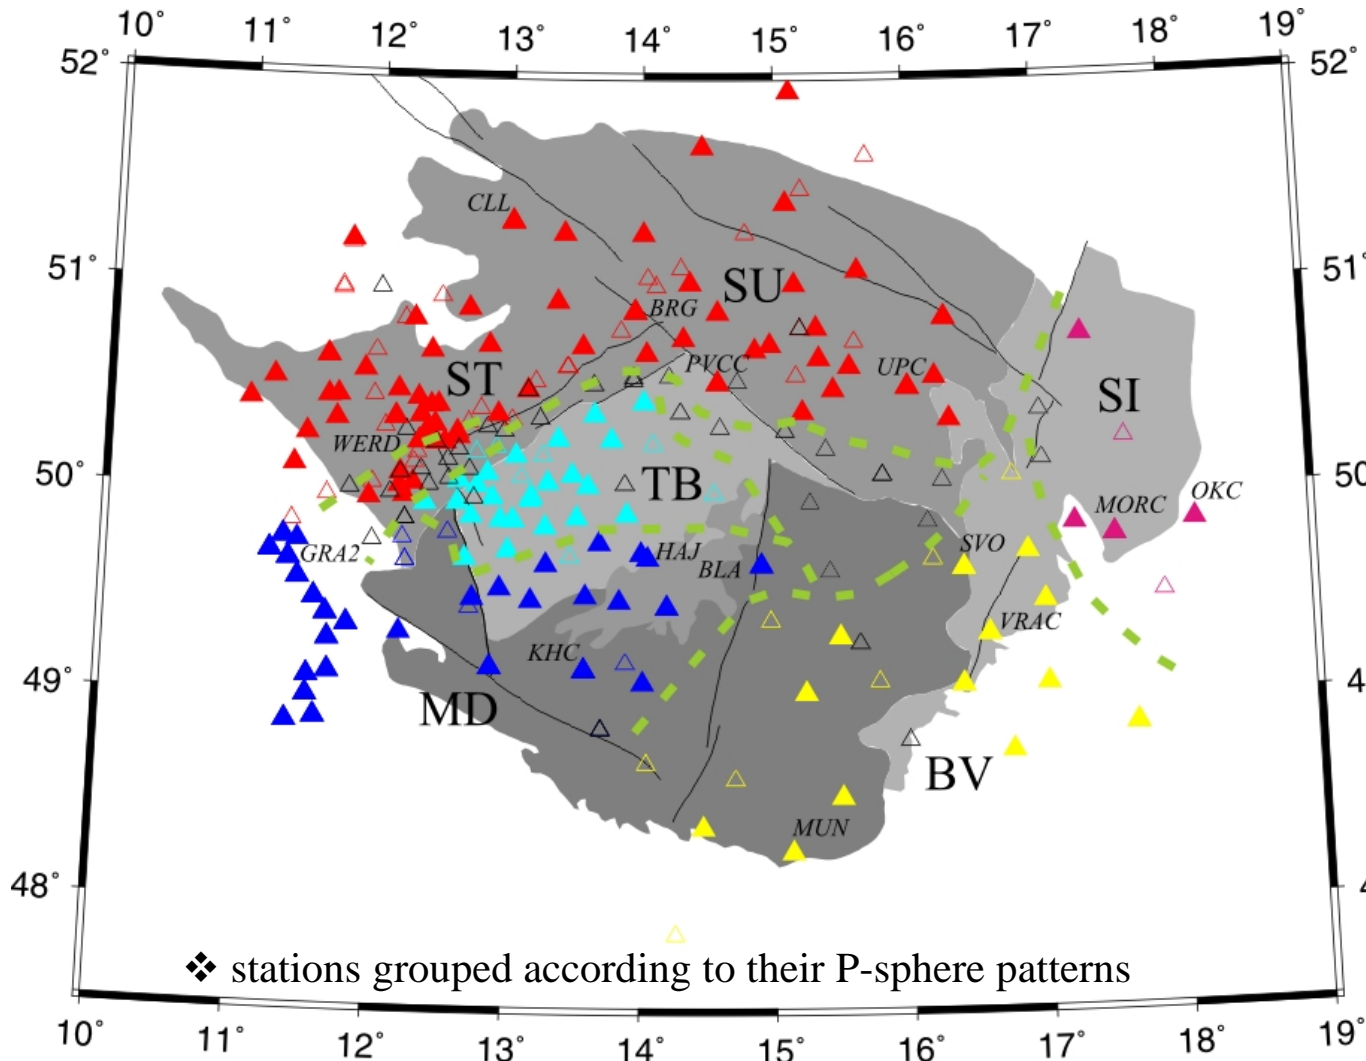 10° 11° 12° 13° 14° 15° 16° 17° 18° 19°
52° 52°
CLL
51° 51°
SU
BRG
PVCC
UPC
ST
SI
WERD
50° 50°
TB
MORC
OKC
GRA2
HAJ
BLA
SVO
VRAC
KHC
49° 4
MD
BV
MUN
48° 4
❖ stations grouped according to their P-sphere patterns
10° 11° 12° 13° 14° 15° 16° 17° 18° 19°